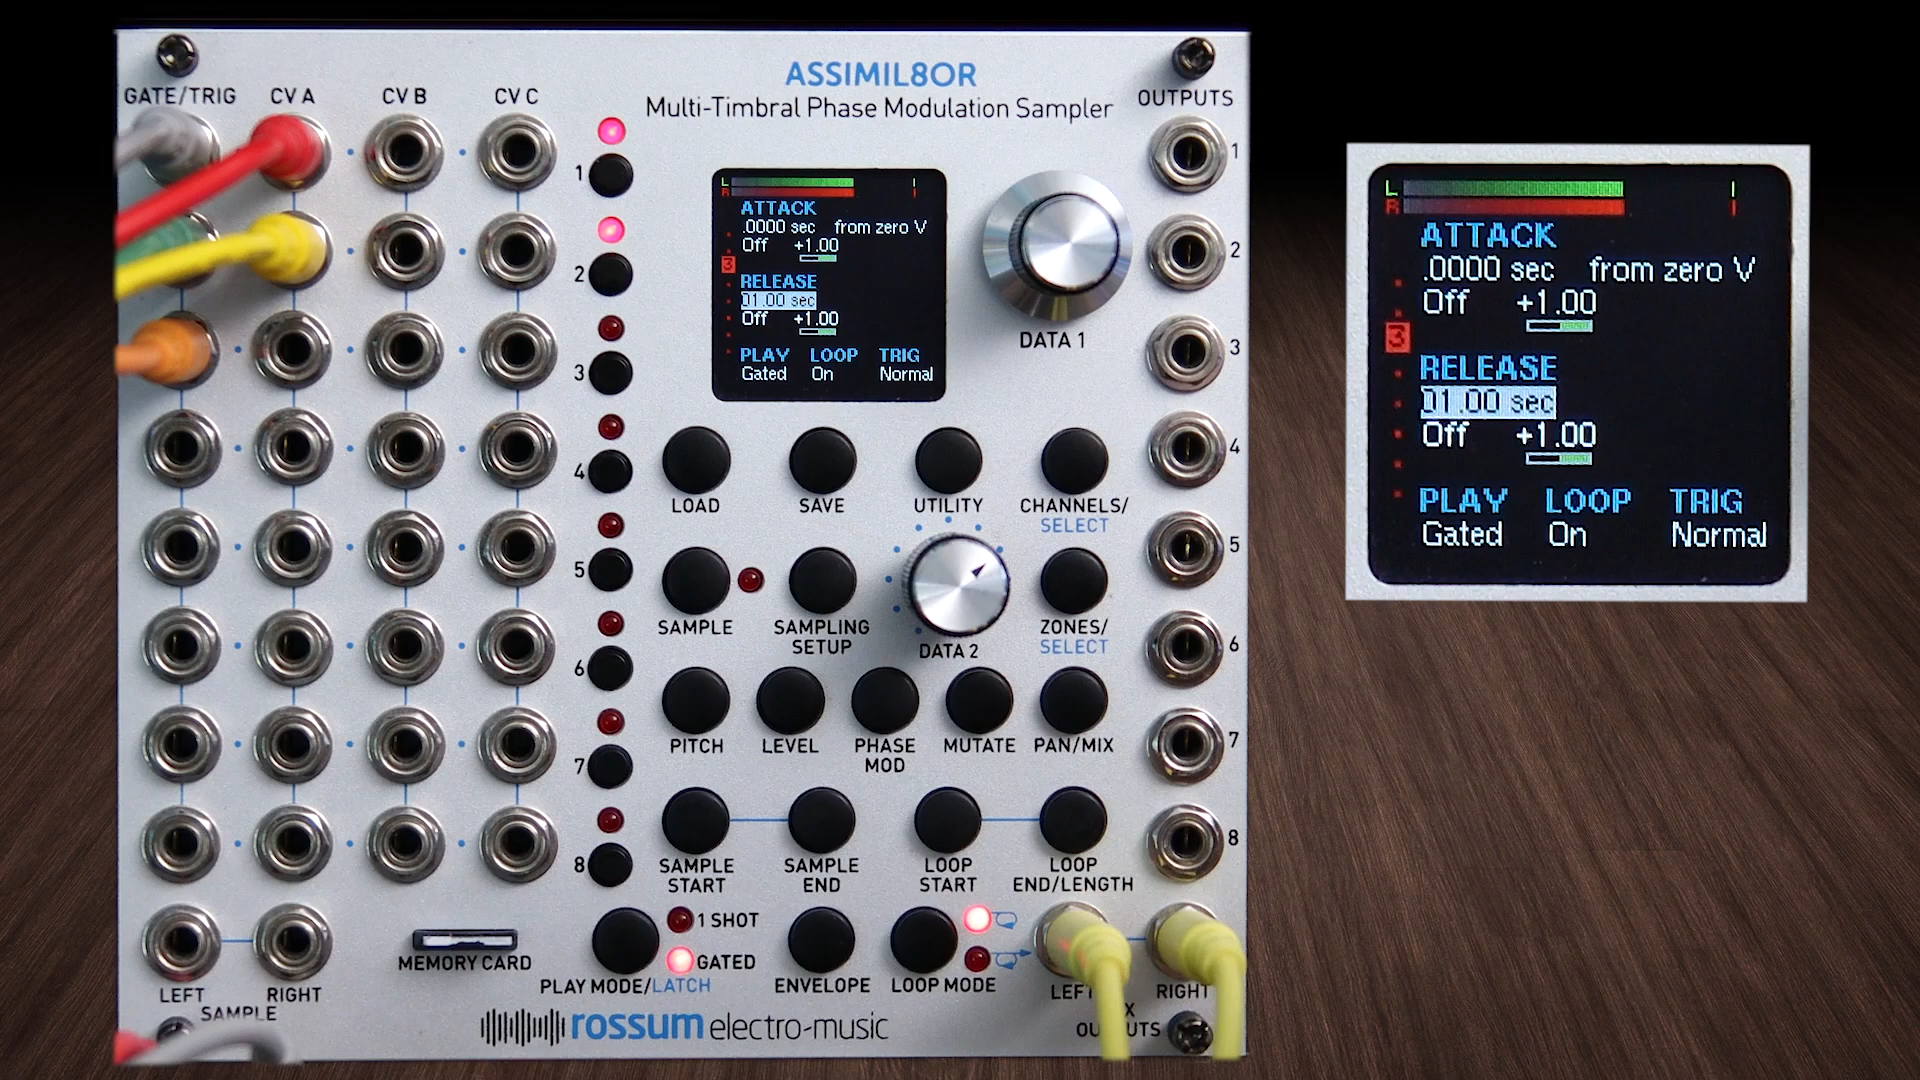 ASSIMIL8OR
Multi-Timbral Phase Modulation Sampler
GATE/TRIG CV A CV B CV C
OUTPUTS
1
2
3
4
5
6
7
8
L
R
ATTACK
.0000 sec from zero V
Off +1.00
3
RELEASE
01.00 sec
Off +1.00
PLAY LOOP TRIG
Gated On Normal
DATA 1
1
2
3
4
5
6
7
8
LOAD SAVE UTILITY CHANNELS/
SELECT
SAMPLE SAMPLING
SETUP
DATA 2
ZONES/
SELECT
PITCH LEVEL PHASE
MOD
MUTATE PAN/MIX
SAMPLE
START
SAMPLE
END
LOOP
START
LOOP
END/LENGTH
MEMORY CARD
1 SHOT
GATED
PLAY MODE/LATCH
ENVELOPE
LOOP MODE
LEFT RIGHT
SAMPLE
RIGHT
rossum electro-music
L
R
ATTACK
.0000 sec from zero V
Off +1.00
3
RELEASE
01.00 sec
Off +1.00
PLAY LOOP TRIG
Gated On Normal